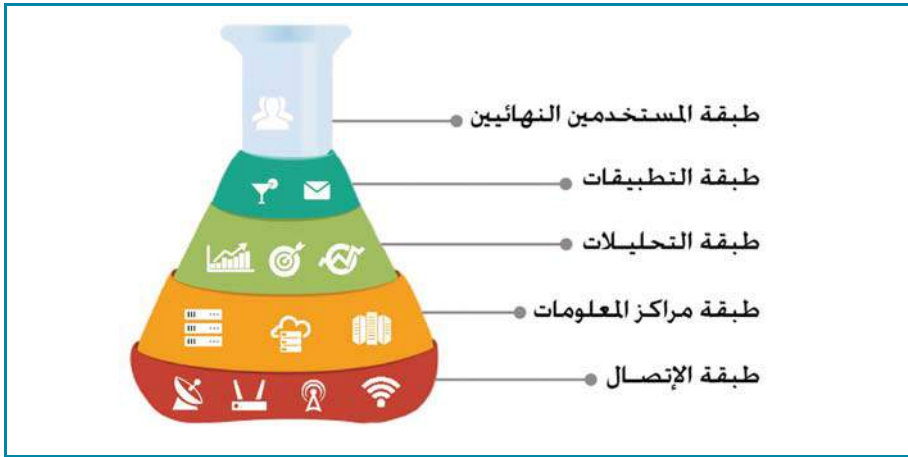 طبقة المستخدمين النهائيين
طبقة التطبيقات
طبقة التحليـلات
طبقة مراكز المعلومات
طبقة الإتصـال